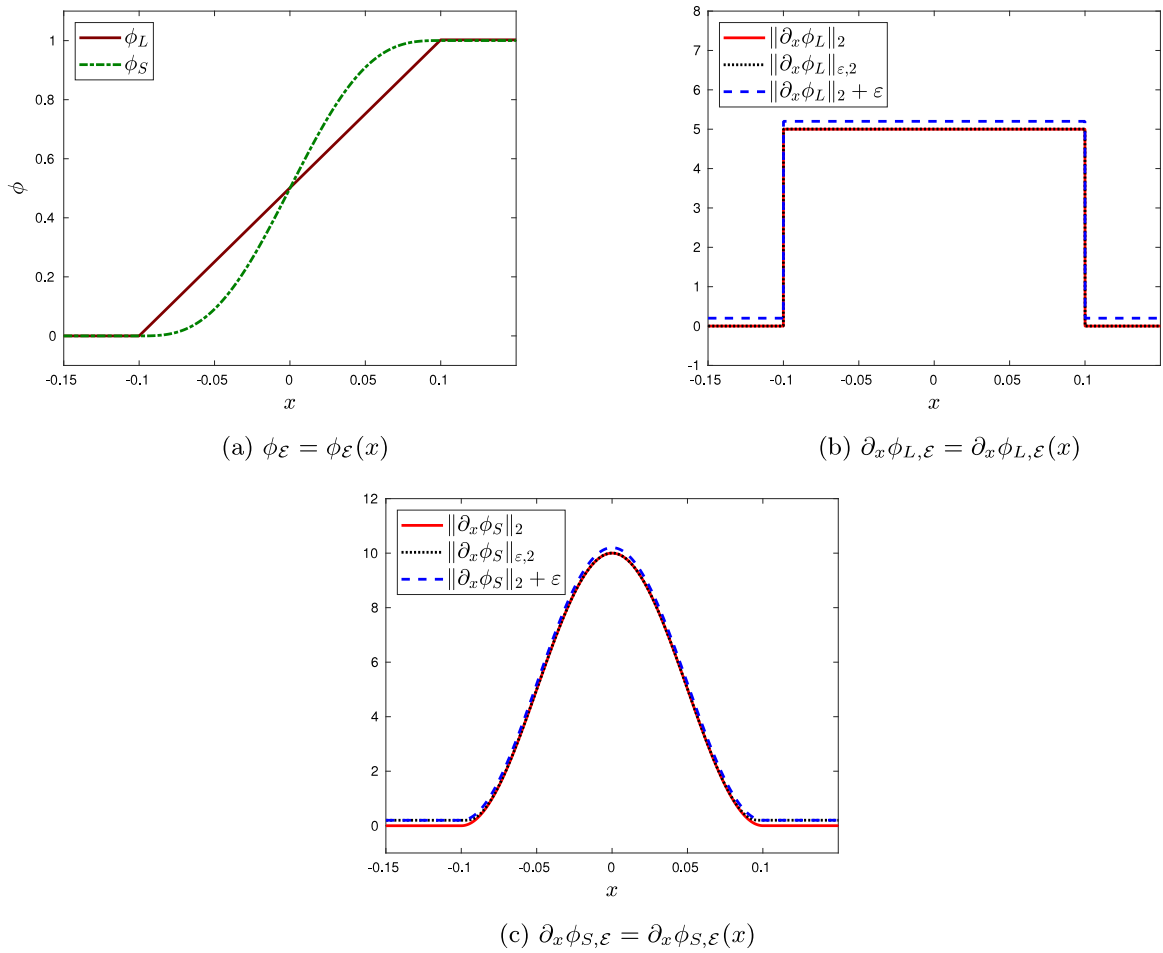 ϕ_L
ϕ_S
1
0.8
0.6
0.4
0.2
0
ϕ
-0.15 -0.1 -0.05 0 0.05 0.1
x
(a) ϕ_ℰ = ϕ_ℰ(x)
‖∂_xϕ_L‖_2
‖∂_xϕ_L‖_{ε,2}
‖∂_xϕ_L‖_2 + ε
8
7
6
5
4
3
2
1
0
-1
-0.15 -0.1 -0.05 0 0.05 0.1
x
(b) ∂_xϕ_{L,ℰ} = ∂_xϕ_{L,ℰ}(x)
‖∂_xϕ_S‖_2
‖∂_xϕ_S‖_{ε,2}
‖∂_xϕ_S‖_2 + ε
12
10
8
6
4
2
0
-0.15 -0.1 -0.05 0 0.05 0.1
x
(c) ∂_xϕ_{S,ℰ} = ∂_xϕ_{S,ℰ}(x)